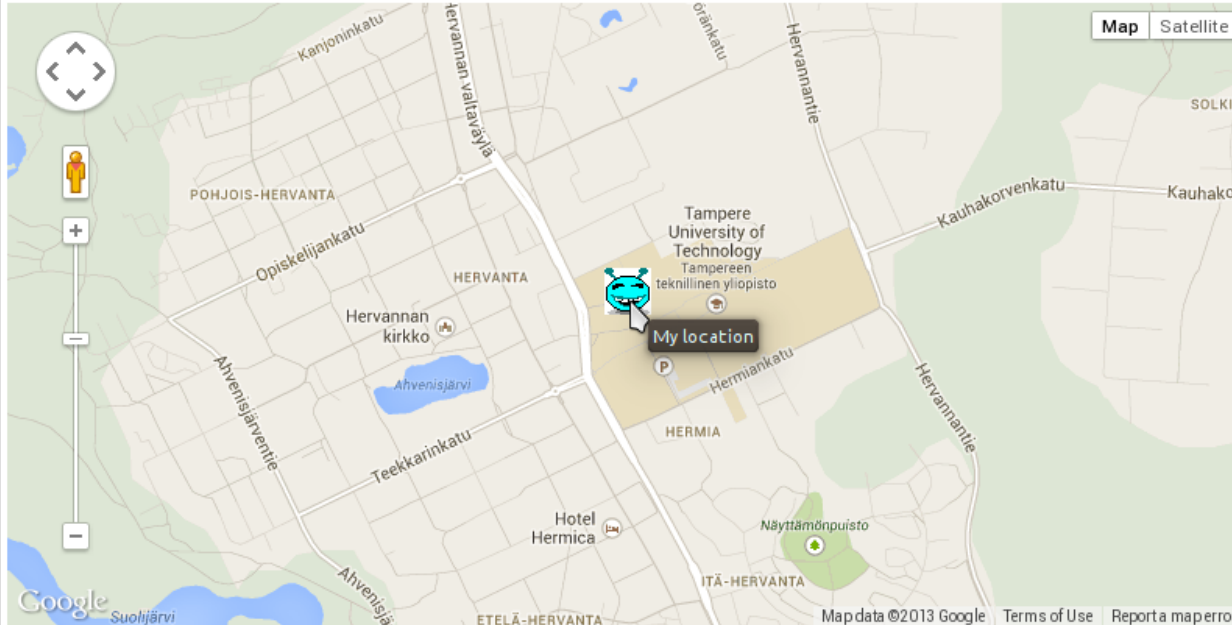 Kanjoninkatu
Hervannan valtaväylä
öränkatu
Hervannantie
Map
Satellite
SOLKI
POHJOIS-HERVANTA
Kauhakorvenkatu
Kauhako
Opiskelijankatu
Tampere
University of
Technology
Tampereen
teknillinen yliopisto
HERVANTA
Hervannan
kirkko
My location
P
Ahvenisjärvi
Ahvenisjärventie
Hermiankatu
Hervannantie
Teekkarinkatu
HERMIA
Hotel
Hermica
Näyttämönpuisto
Ahvenisjä
ITÄ-HERVANTA
Google
Suolijärvi
ETELÄ-HERVANTA
Map data ©2013 Google
Terms of Use
Report a map erro